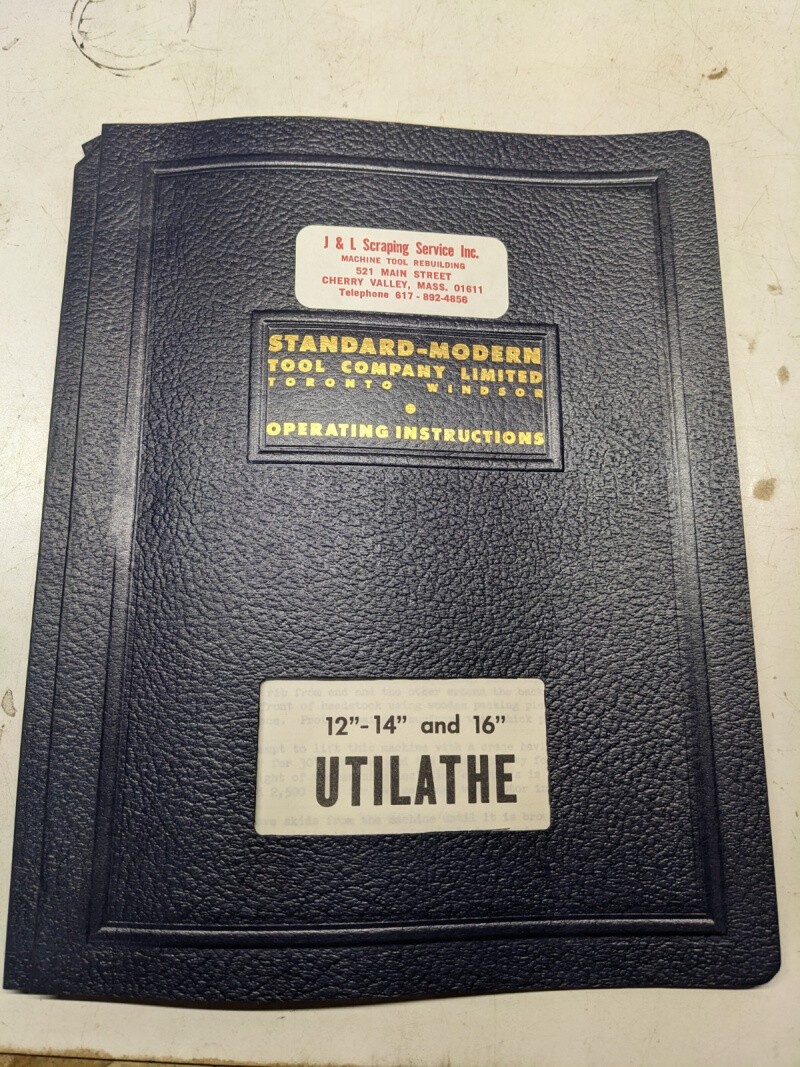 J & L Scraping Service Inc.
MACHINE TOOL REBUILDING
521 MAIN STREET
CHERRY VALLEY, MASS. 01611
Telephone 617-892-4856
STANDARD-MODERN
TOOL COMPANY LIMITED
TORONTO WINDSOR
OPERATING INSTRUCTIONS
12"-14" and 16"
UTILATHE